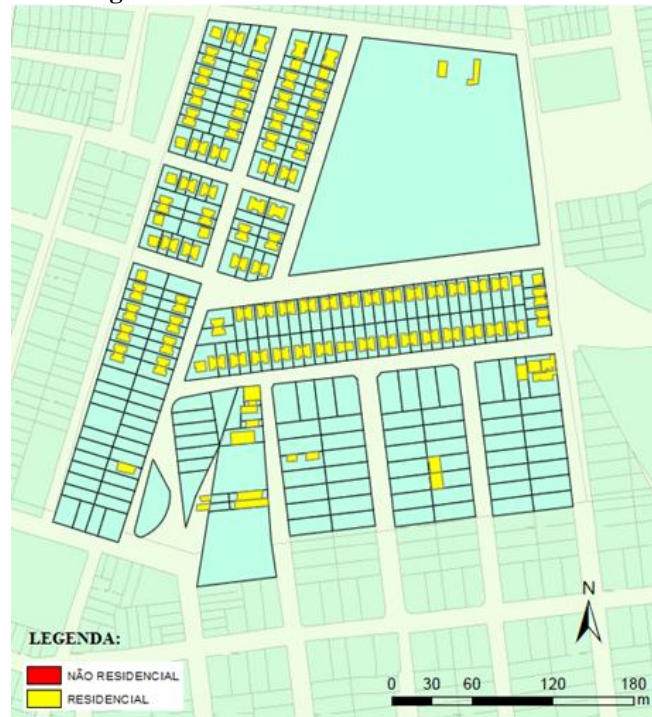 N
LEGENDA:
NÃO RESIDENCIAL
RESIDENCIAL
0 30 60 120 180
m